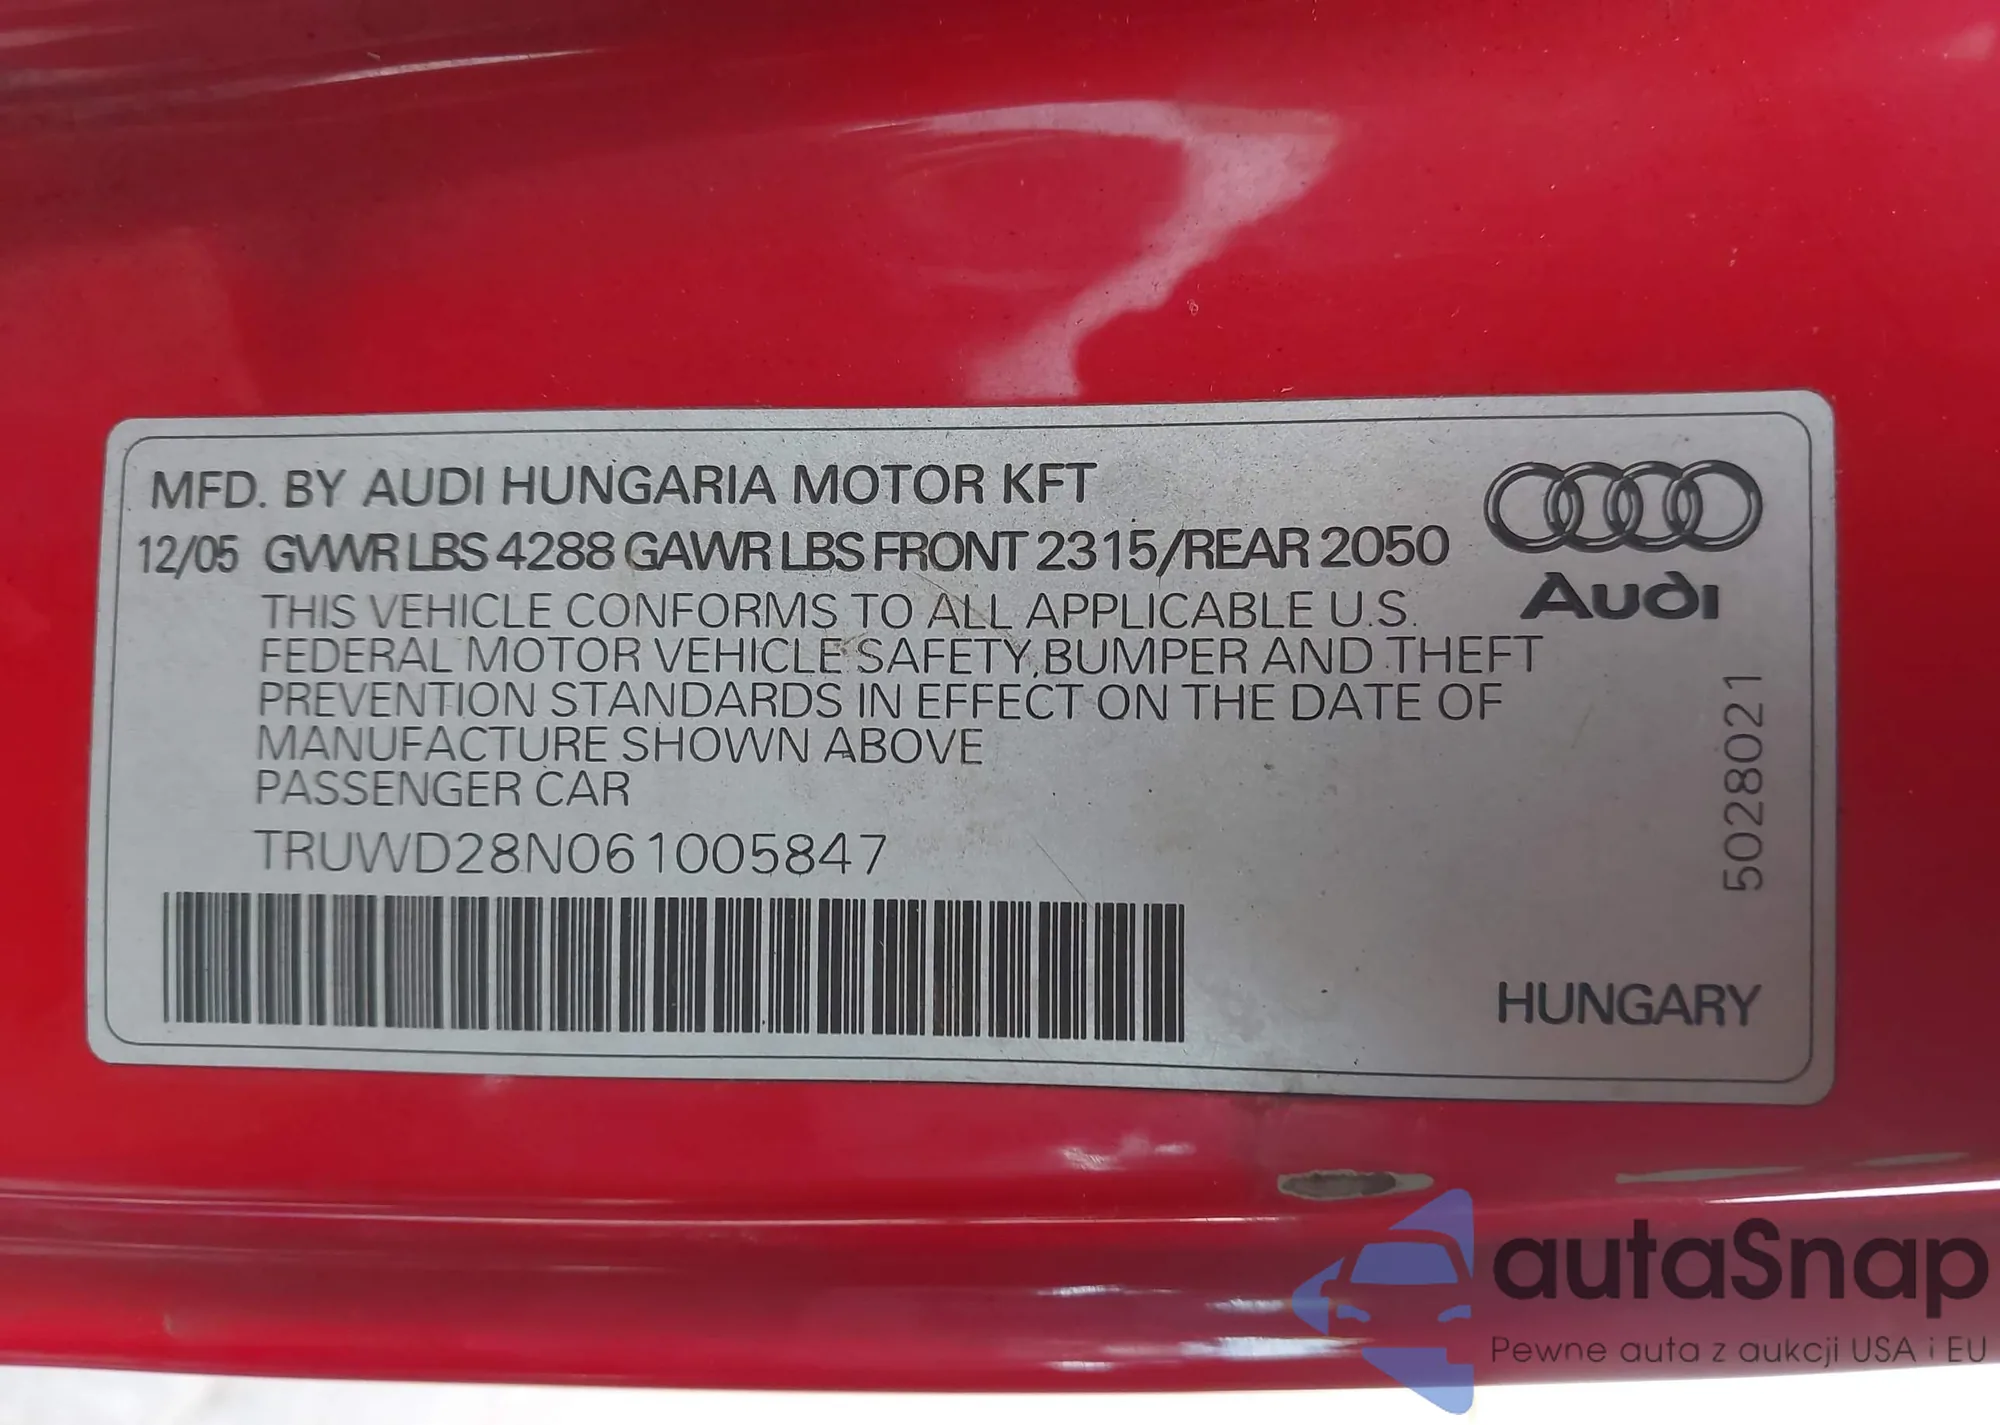 MFD. BY AUDI HUNGARIA MOTOR KFT
12/05 GVWR LBS 4288 GAWR LBS FRONT 2315/REAR 2050
THIS VEHICLE CONFORMS TO ALL APPLICABLE U.S.
FEDERAL MOTOR VEHICLE SAFETY, BUMPER AND THEFT
PREVENTION STANDARDS IN EFFECT ON THE DATE OF
MANUFACTURE SHOWN ABOVE
PASSENGER CAR
TRUWD28N061005847
Audi
5028021
HUNGARY
autaSnap
Pewne auta z aukcji USA i EU